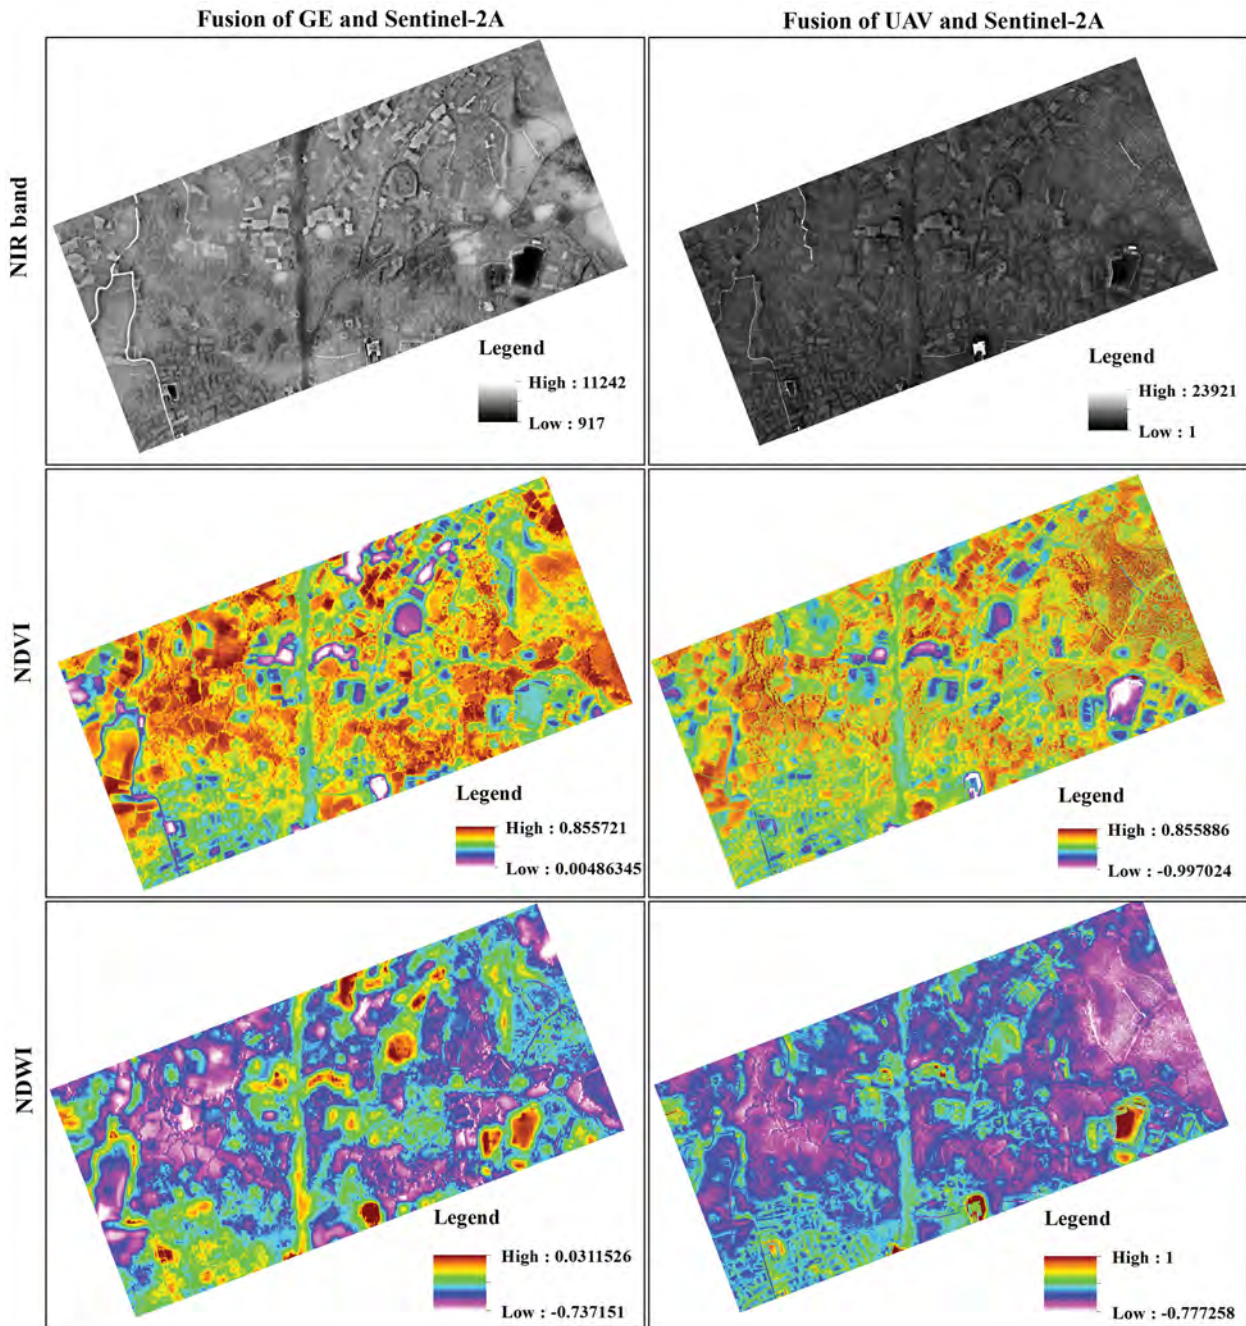 Fusion of GE and Sentinel-2A
Fusion of UAV and Sentinel-2A
NIR band
Legend
High : 11242
Low : 917
Legend
High : 23921
Low : 1
NDVI
Legend
High : 0.855721
Low : 0.00486345
Legend
High : 0.855886
Low : -0.997024
NDWI
Legend
High : 0.0311526
Low : -0.737151
Legend
High : 1
Low : -0.777258